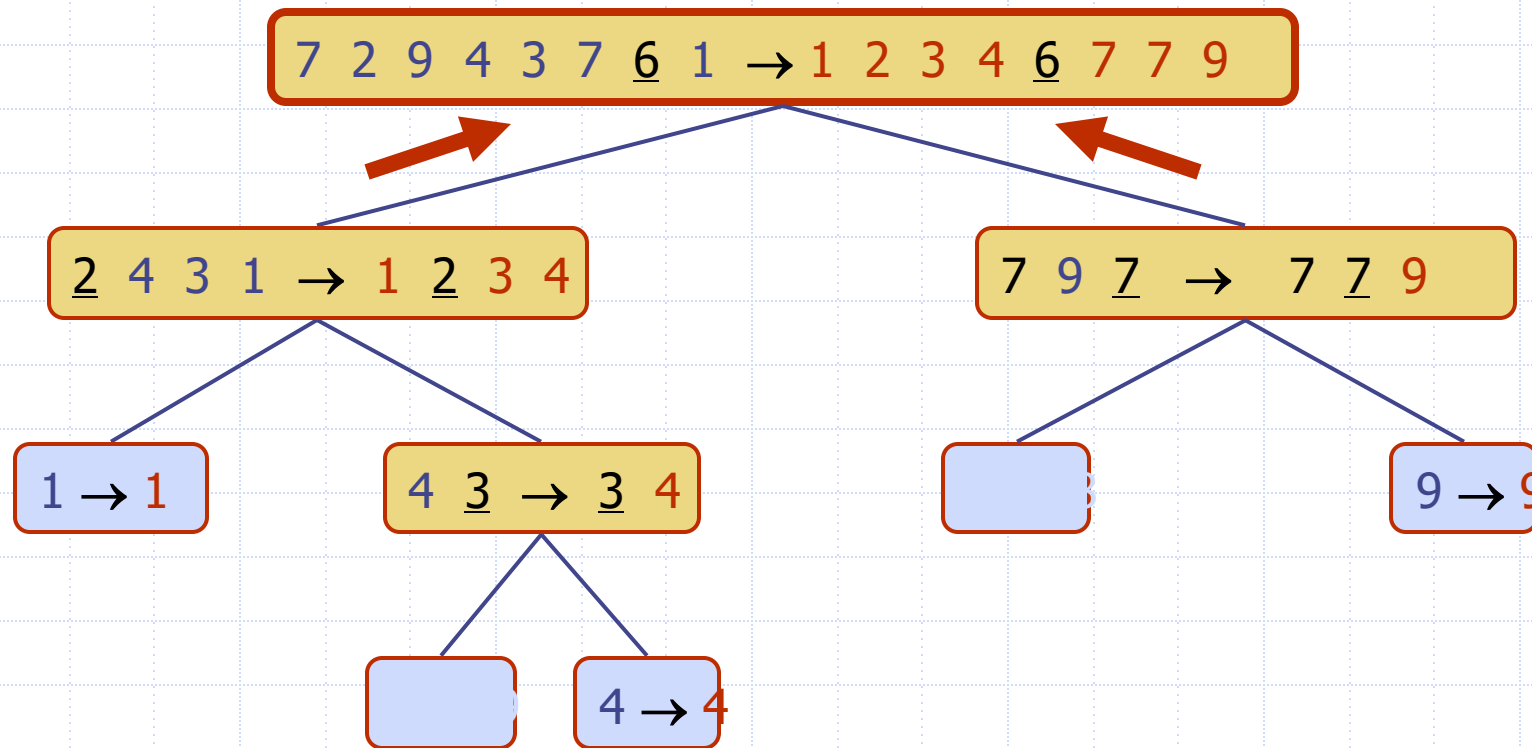 7 2 9 4 3 7 6 1 → 1 2 3 4 6 7 7 9
2 4 3 1 → 1 2 3 4
7 9 7 → 7 7 9
1 → 1
4 3 → 3 4
9 → 9
4 → 4